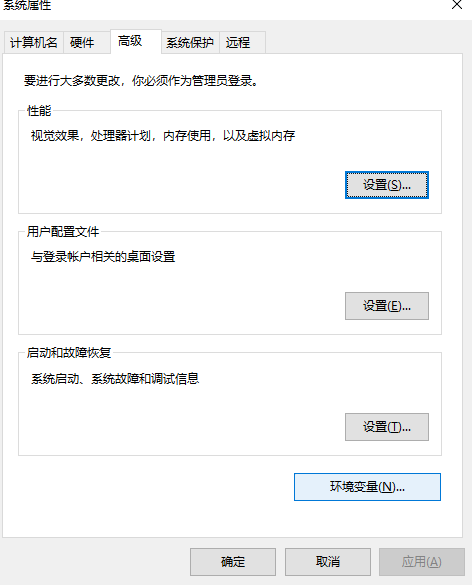 系统属性
计算机名 硬件 高级 系统保护 远程
要进行大多数更改，你必须作为管理员登录。
性能
视觉效果，处理器计划，内存使用，以及虚拟内存
设置(S)...
用户配置文件
与登录帐户相关的桌面设置
设置(E)...
启动和故障恢复
系统启动、系统故障和调试信息
设置(T)...
环境变量(N)...
确定 取消 应用(A)